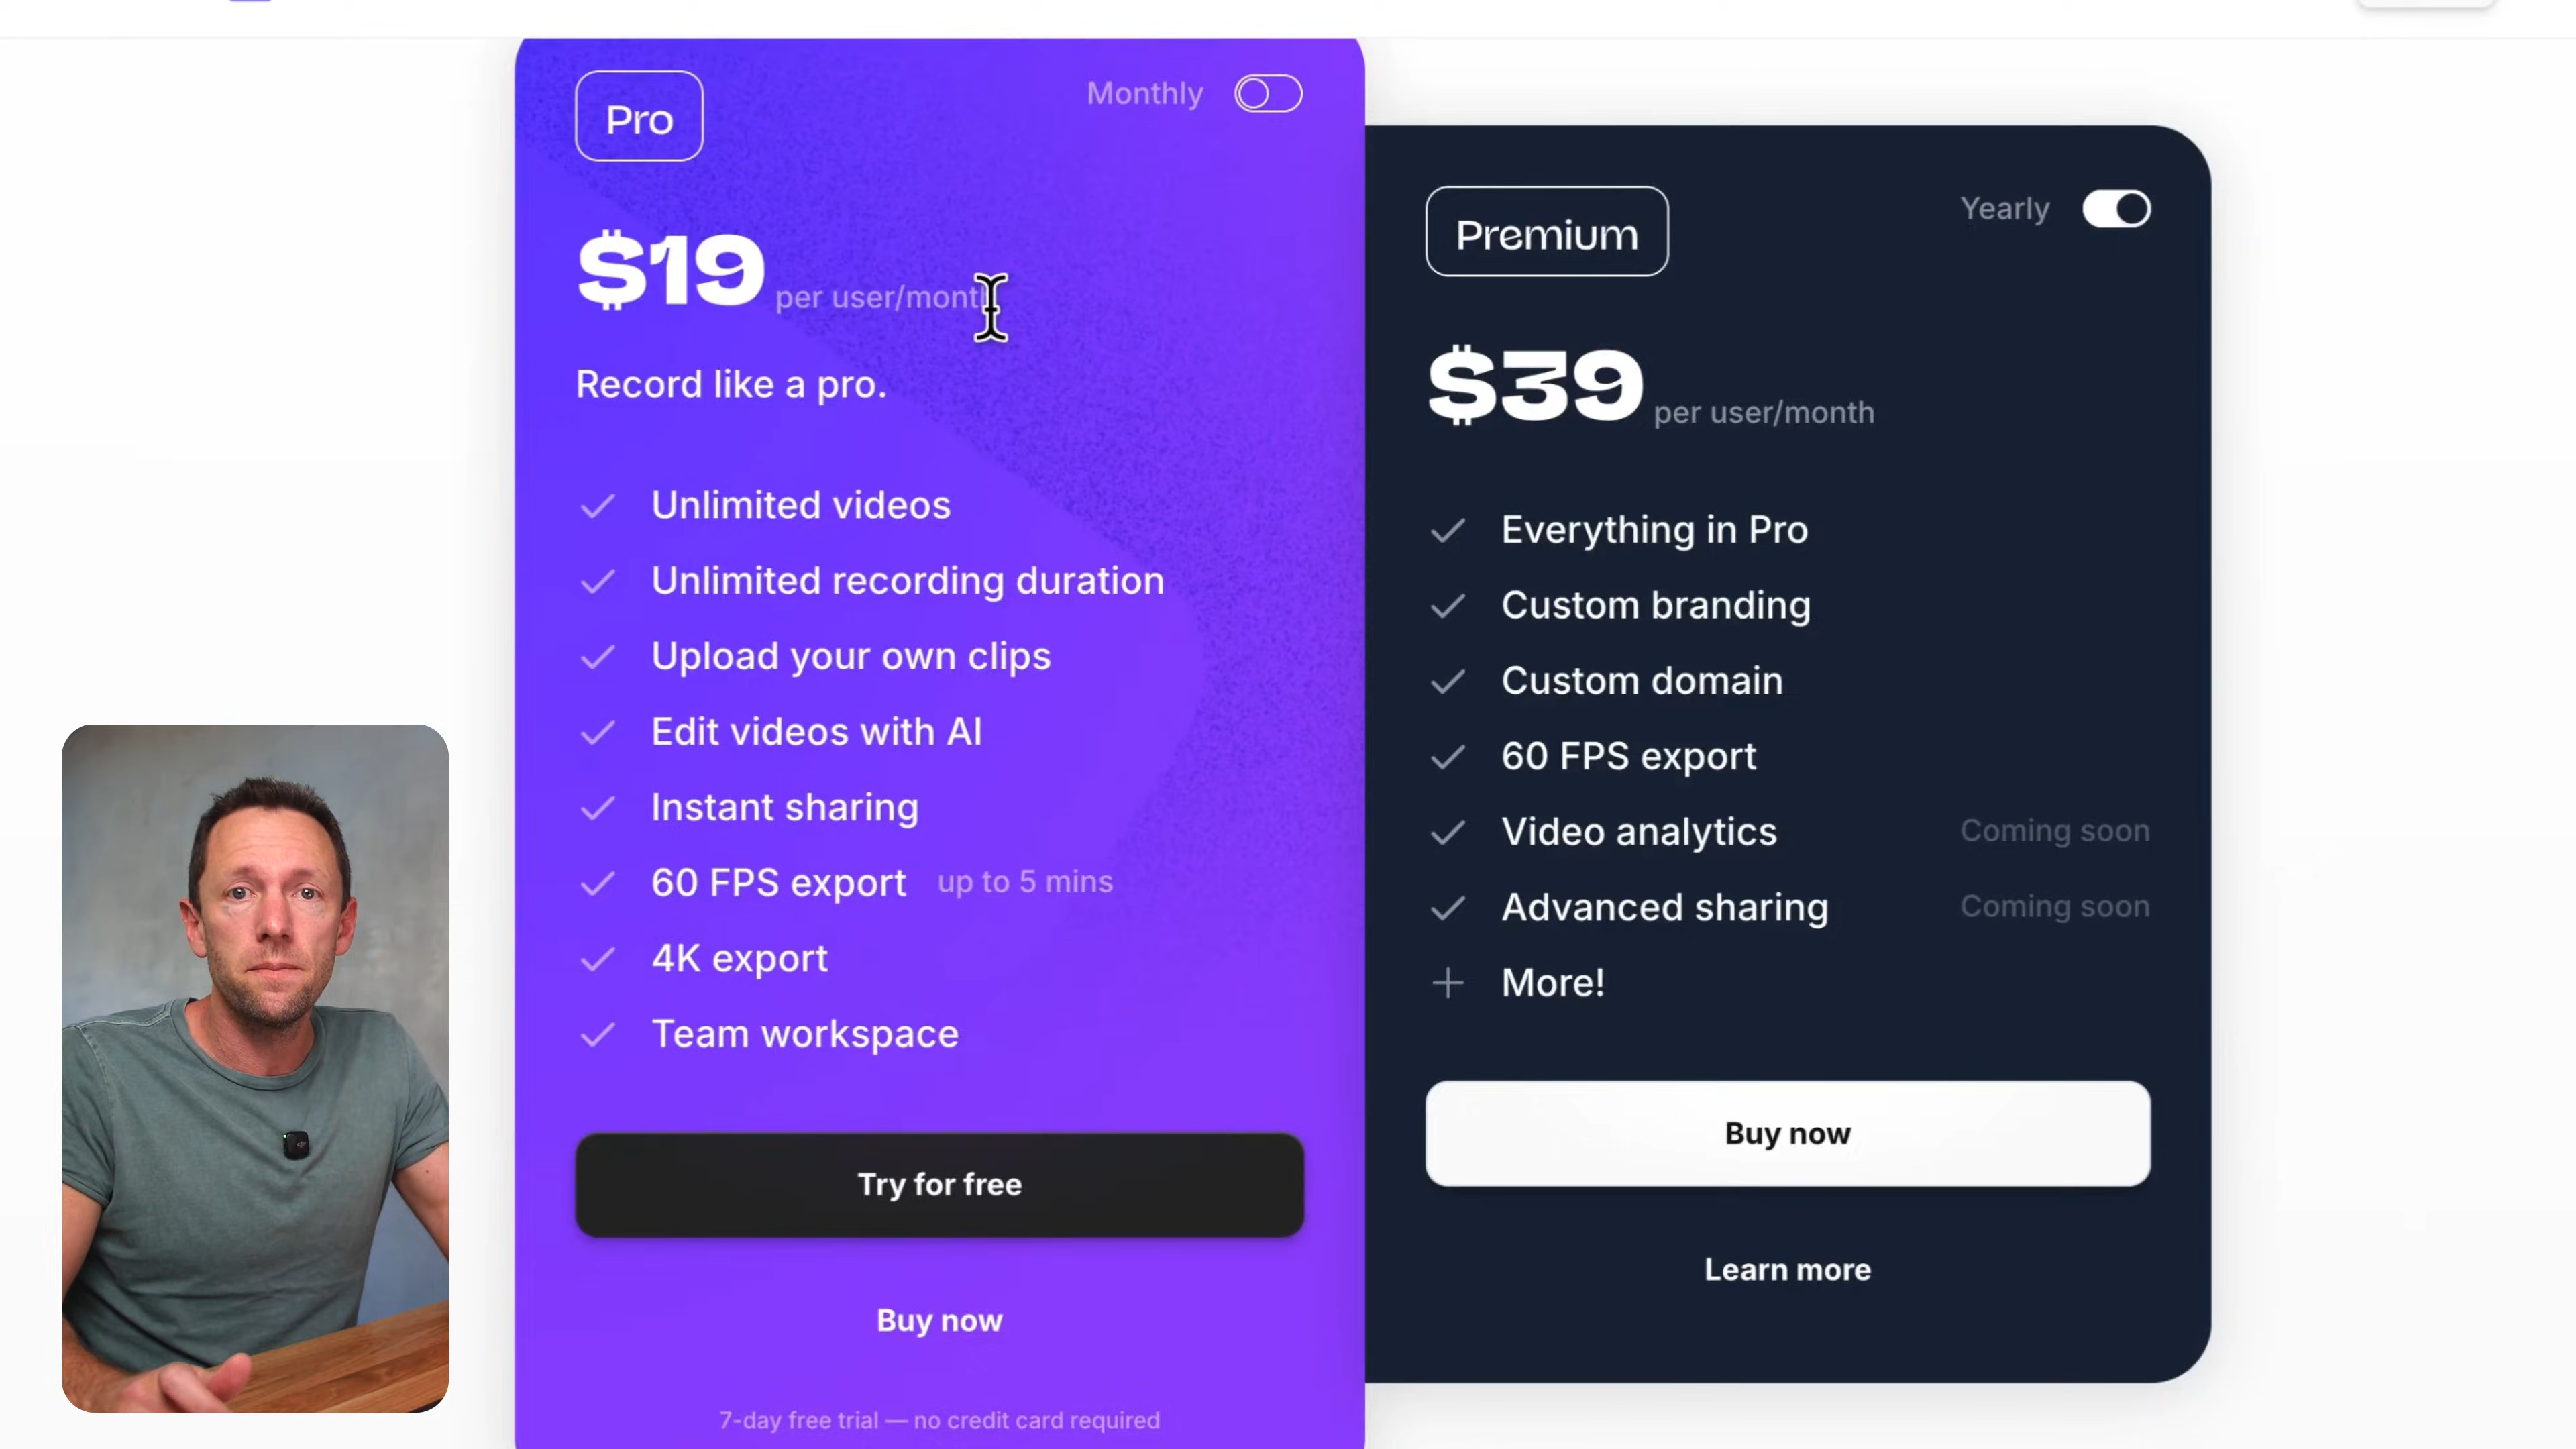 Pro
Monthly
$19 per user/month
Record like a pro.
Unlimited videos
Unlimited recording duration
Upload your own clips
Edit videos with AI
Instant sharing
60 FPS export up to 5 mins
4K export
Team workspace
Try for free
Buy now
7-day free trial — no credit card required
Premium
Yearly
$39 per user/month
Everything in Pro
Custom branding
Custom domain
60 FPS export
Video analytics Coming soon
Advanced sharing Coming soon
More!
Buy now
Learn more